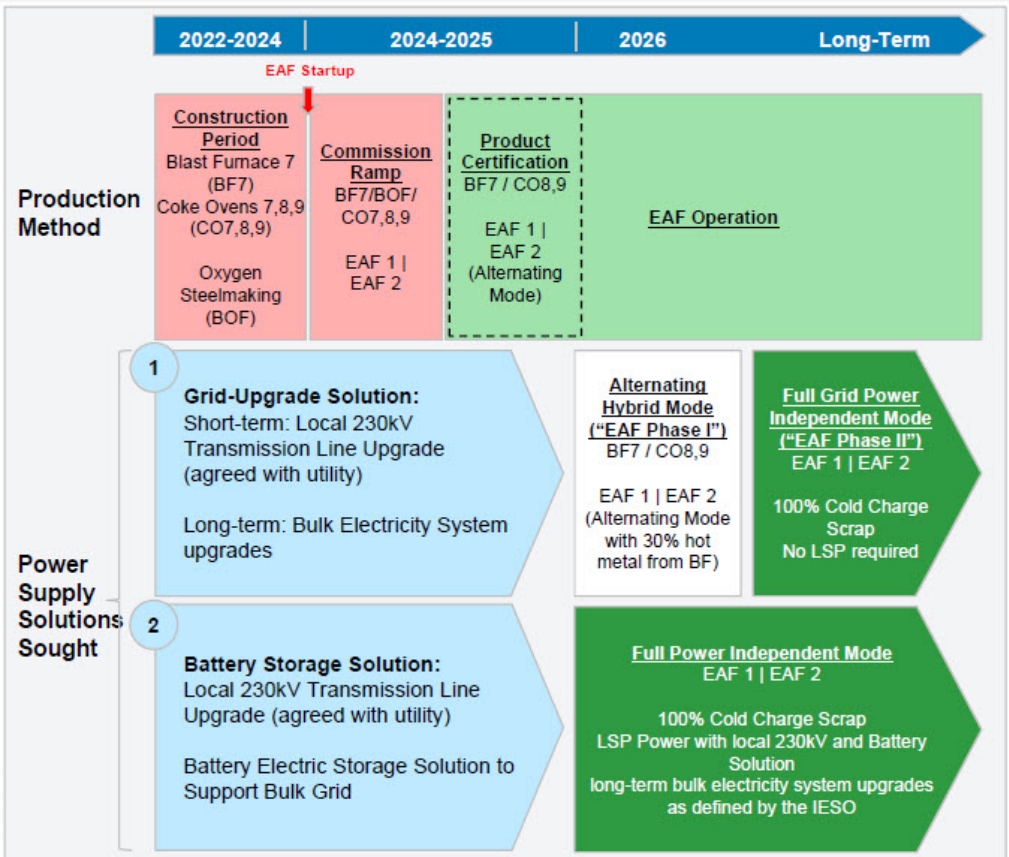 2022-2024
2024-2025
2026
Long-Term
EAF Startup
Production
Method
Construction
Period
Blast Furnace 7
(BF7)
Coke Ovens 7,8,9
(CO7,8,9)
Oxygen
Steelmaking
(BOF)
Commission
Ramp
BF7/BOF/
CO7,8,9
EAF 1 |
EAF 2
Product
Certification
BF7 / CO8,9
EAF 1 |
EAF 2
(Alternating
Mode)
EAF Operation
Power
Supply
Solutions
Sought
1
Grid-Upgrade Solution:
Short-term: Local 230kV
Transmission Line Upgrade
(agreed with utility)
Long-term: Bulk Electricity System
upgrades
Alternating
Hybrid Mode
("EAF Phase I")
BF7 / CO8,9
EAF 1 | EAF 2
(Alternating Mode
with 30% hot
metal from BF)
Full Grid Power
Independent Mode
("EAF Phase II")
EAF 1 | EAF 2
100% Cold Charge
Scrap
No LSP required
2
Battery Storage Solution:
Local 230kV Transmission Line
Upgrade (agreed with utility)
Battery Electric Storage Solution to
Support Bulk Grid
Full Power Independent Mode
EAF 1 | EAF 2
100% Cold Charge Scrap
LSP Power with local 230kV and Battery
Solution
long-term bulk electricity system upgrades
as defined by the IESO